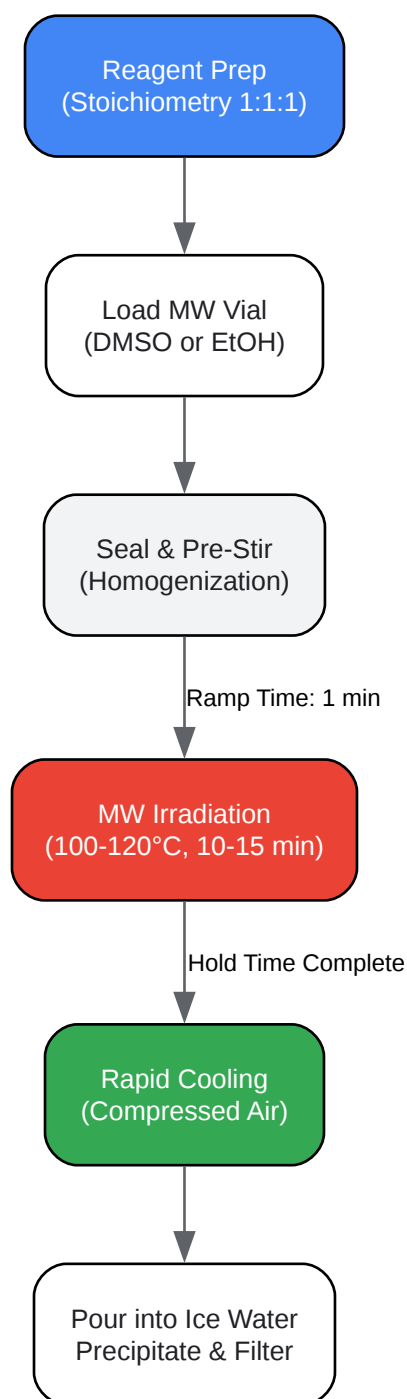 Reagent Prep
(Stoichiometry 1:1:1)
Load MW Vial
(DMSO or EtOH)
Seal & Pre-Stir
(Homogenization)
Ramp Time: 1 min
MW Irradiation
(100-120°C, 10-15 min)
Hold Time Complete
Rapid Cooling
(Compressed Air)
Pour into Ice Water
Precipitate & Filter